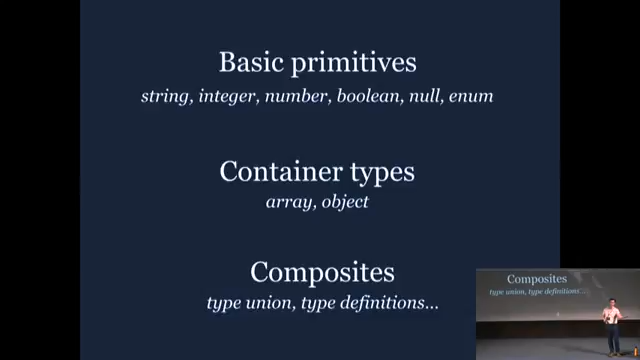 Basic primitives
string, integer, number, boolean, null, enum
Container types
array, object
Composites
type union, type definitions...
Composites
type union, type definitions...